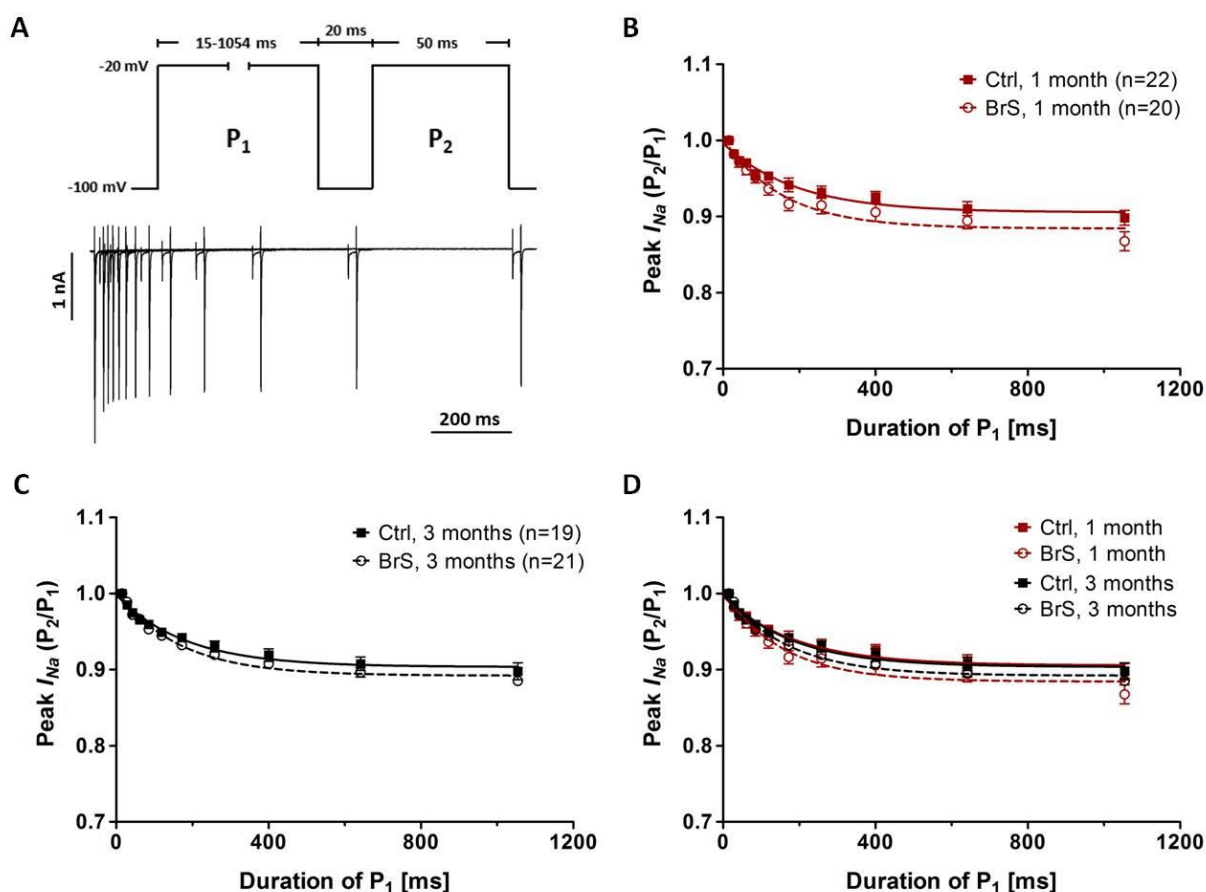 A
15-1054 ms
20 ms
50 ms
-20 mV
P1
P2
-100 mV
1 nA
200 ms
B
1.1
1.0
0.9
0.8
0.7
Peak INa (P2/P1)
Ctrl, 1 month (n=22)
BrS, 1 month (n=20)
0
400
800
1200
Duration of P1 [ms]
C
1.1
1.0
0.9
0.8
0.7
Peak INa (P2/P1)
Ctrl, 3 months (n=19)
BrS, 3 months (n=21)
0
400
800
1200
Duration of P1 [ms]
D
1.1
1.0
0.9
0.8
0.7
Peak INa (P2/P1)
Ctrl, 1 month
BrS, 1 month
Ctrl, 3 months
BrS, 3 months
0
400
800
1200
Duration of P1 [ms]